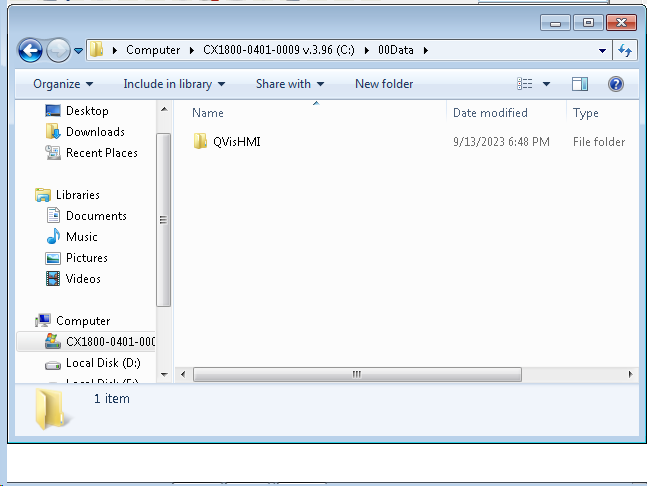 Computer CX1800-0401-0009 v.3.96 (C:) 00Data
Organize Include in library Share with New folder
Desktop
Downloads
Recent Places
Libraries
Documents
Music
Pictures
Videos
Computer
CX1800-0401-000
Local Disk (D:)
Name Date modified Type
QVisHMI 9/13/2023 6:48 PM File folder
1 item